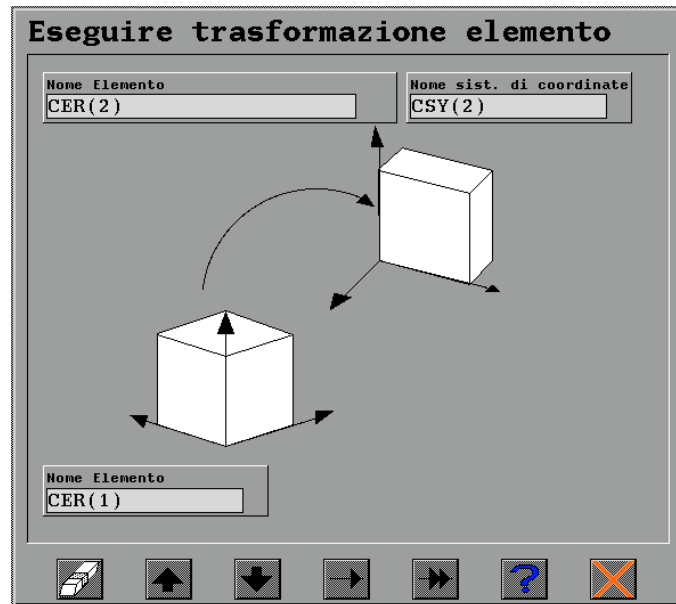 Eseguire trasformazione elemento
Nome Elemento
CER(2)
Nome sist. di coordinate
CSY(2)
Nome Elemento
CER(1)
?